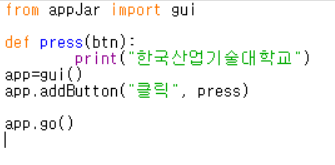 from appJar import gui

def press(btn):
        print("한국산업기술대학교")
app=gui()
app.addButton("클릭", press)

app.go()